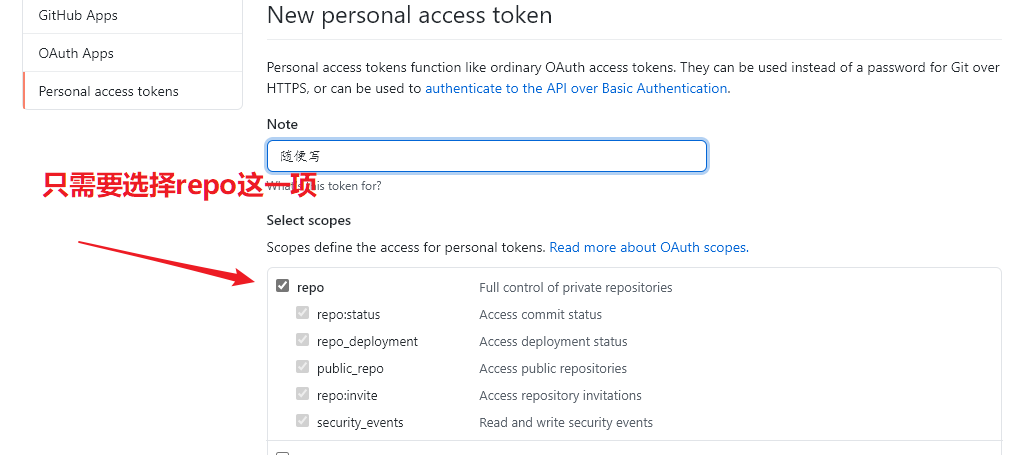 GitHub Apps
OAuth Apps
Personal access tokens
New personal access token
Personal access tokens function like ordinary OAuth access tokens. They can be used instead of a password for Git over
HTTPS, or can be used to authenticate to the API over Basic Authentication.
Note
随便写
只需要选择repo这一项
What's this token for?
Select scopes
Scopes define the access for personal tokens. Read more about OAuth scopes.
repo Full control of private repositories
repo:status Access commit status
repo_deployment Access deployment status
public_repo Access public repositories
repo:invite Access repository invitations
security_events Read and write security events